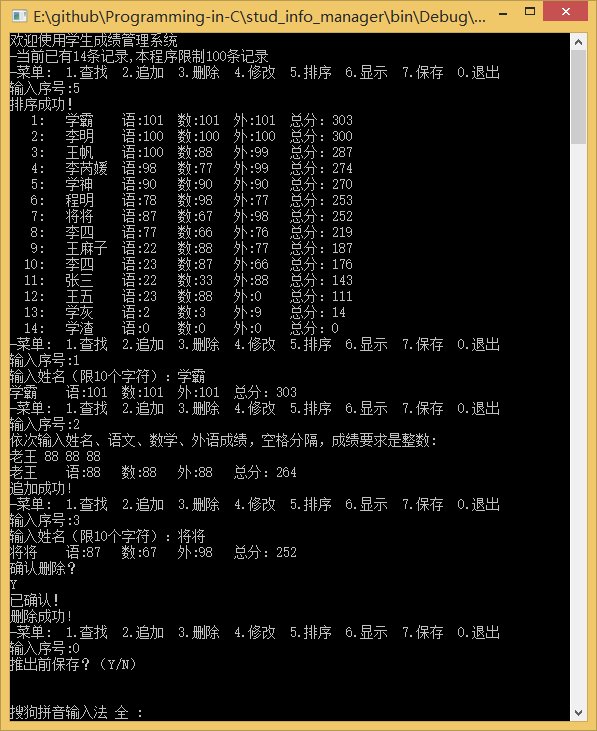 E:\github\Programming-in-C\stud_info_manager\bin\Debug\...
欢迎使用学生成绩管理系统
-当前已有14条记录,本程序限制100条记录
-菜单: 1.查找 2.追加 3.删除 4.修改 5.排序 6.显示 7.保存 0.退出
输入序号:5
排序成功!
1: 学霸 语:101 数:101 外:101 总分: 303
2: 李明 语:100 数:100 外:100 总分: 300
3: 王帆 语:100 数:88 外:99 总分: 287
4: 李芮媛 语:98 数:77 外:99 总分: 274
5: 学神 语:90 数:90 外:90 总分: 270
6: 程明 语:78 数:98 外:77 总分: 253
7: 将将 语:87 数:67 外:98 总分: 252
8: 李四 语:77 数:66 外:76 总分: 219
9: 王麻子 语:22 数:88 外:77 总分: 187
10: 李四 语:23 数:87 外:66 总分: 176
11: 张三 语:22 数:33 外:88 总分: 143
12: 王五 语:23 数:88 外:0 总分: 111
13: 学灰 语:2 数:3 外:9 总分: 14
14: 学渣 语:0 数:0 外:0 总分: 0
-菜单: 1.查找 2.追加 3.删除 4.修改 5.排序 6.显示 7.保存 0.退出
输入序号:1
输入姓名（限10个字符）: 学霸
学霸 语:101 数:101 外:101 总分: 303
-菜单: 1.查找 2.追加 3.删除 4.修改 5.排序 6.显示 7.保存 0.退出
输入序号:2
依次输入姓名、语文、数学、外语成绩，空格分隔，成绩要求是整数:
老王 88 88 88
老王 语:88 数:88 外:88 总分: 264
追加成功!
-菜单: 1.查找 2.追加 3.删除 4.修改 5.排序 6.显示 7.保存 0.退出
输入序号:3
输入姓名（限10个字符）: 将将
将将 语:87 数:67 外:98 总分: 252
确认删除?
Y
已确认!
删除成功!
-菜单: 1.查找 2.追加 3.删除 4.修改 5.排序 6.显示 7.保存 0.退出
输入序号:0
推出前保存?（Y/N）
搜狗拼音输入法 全 :